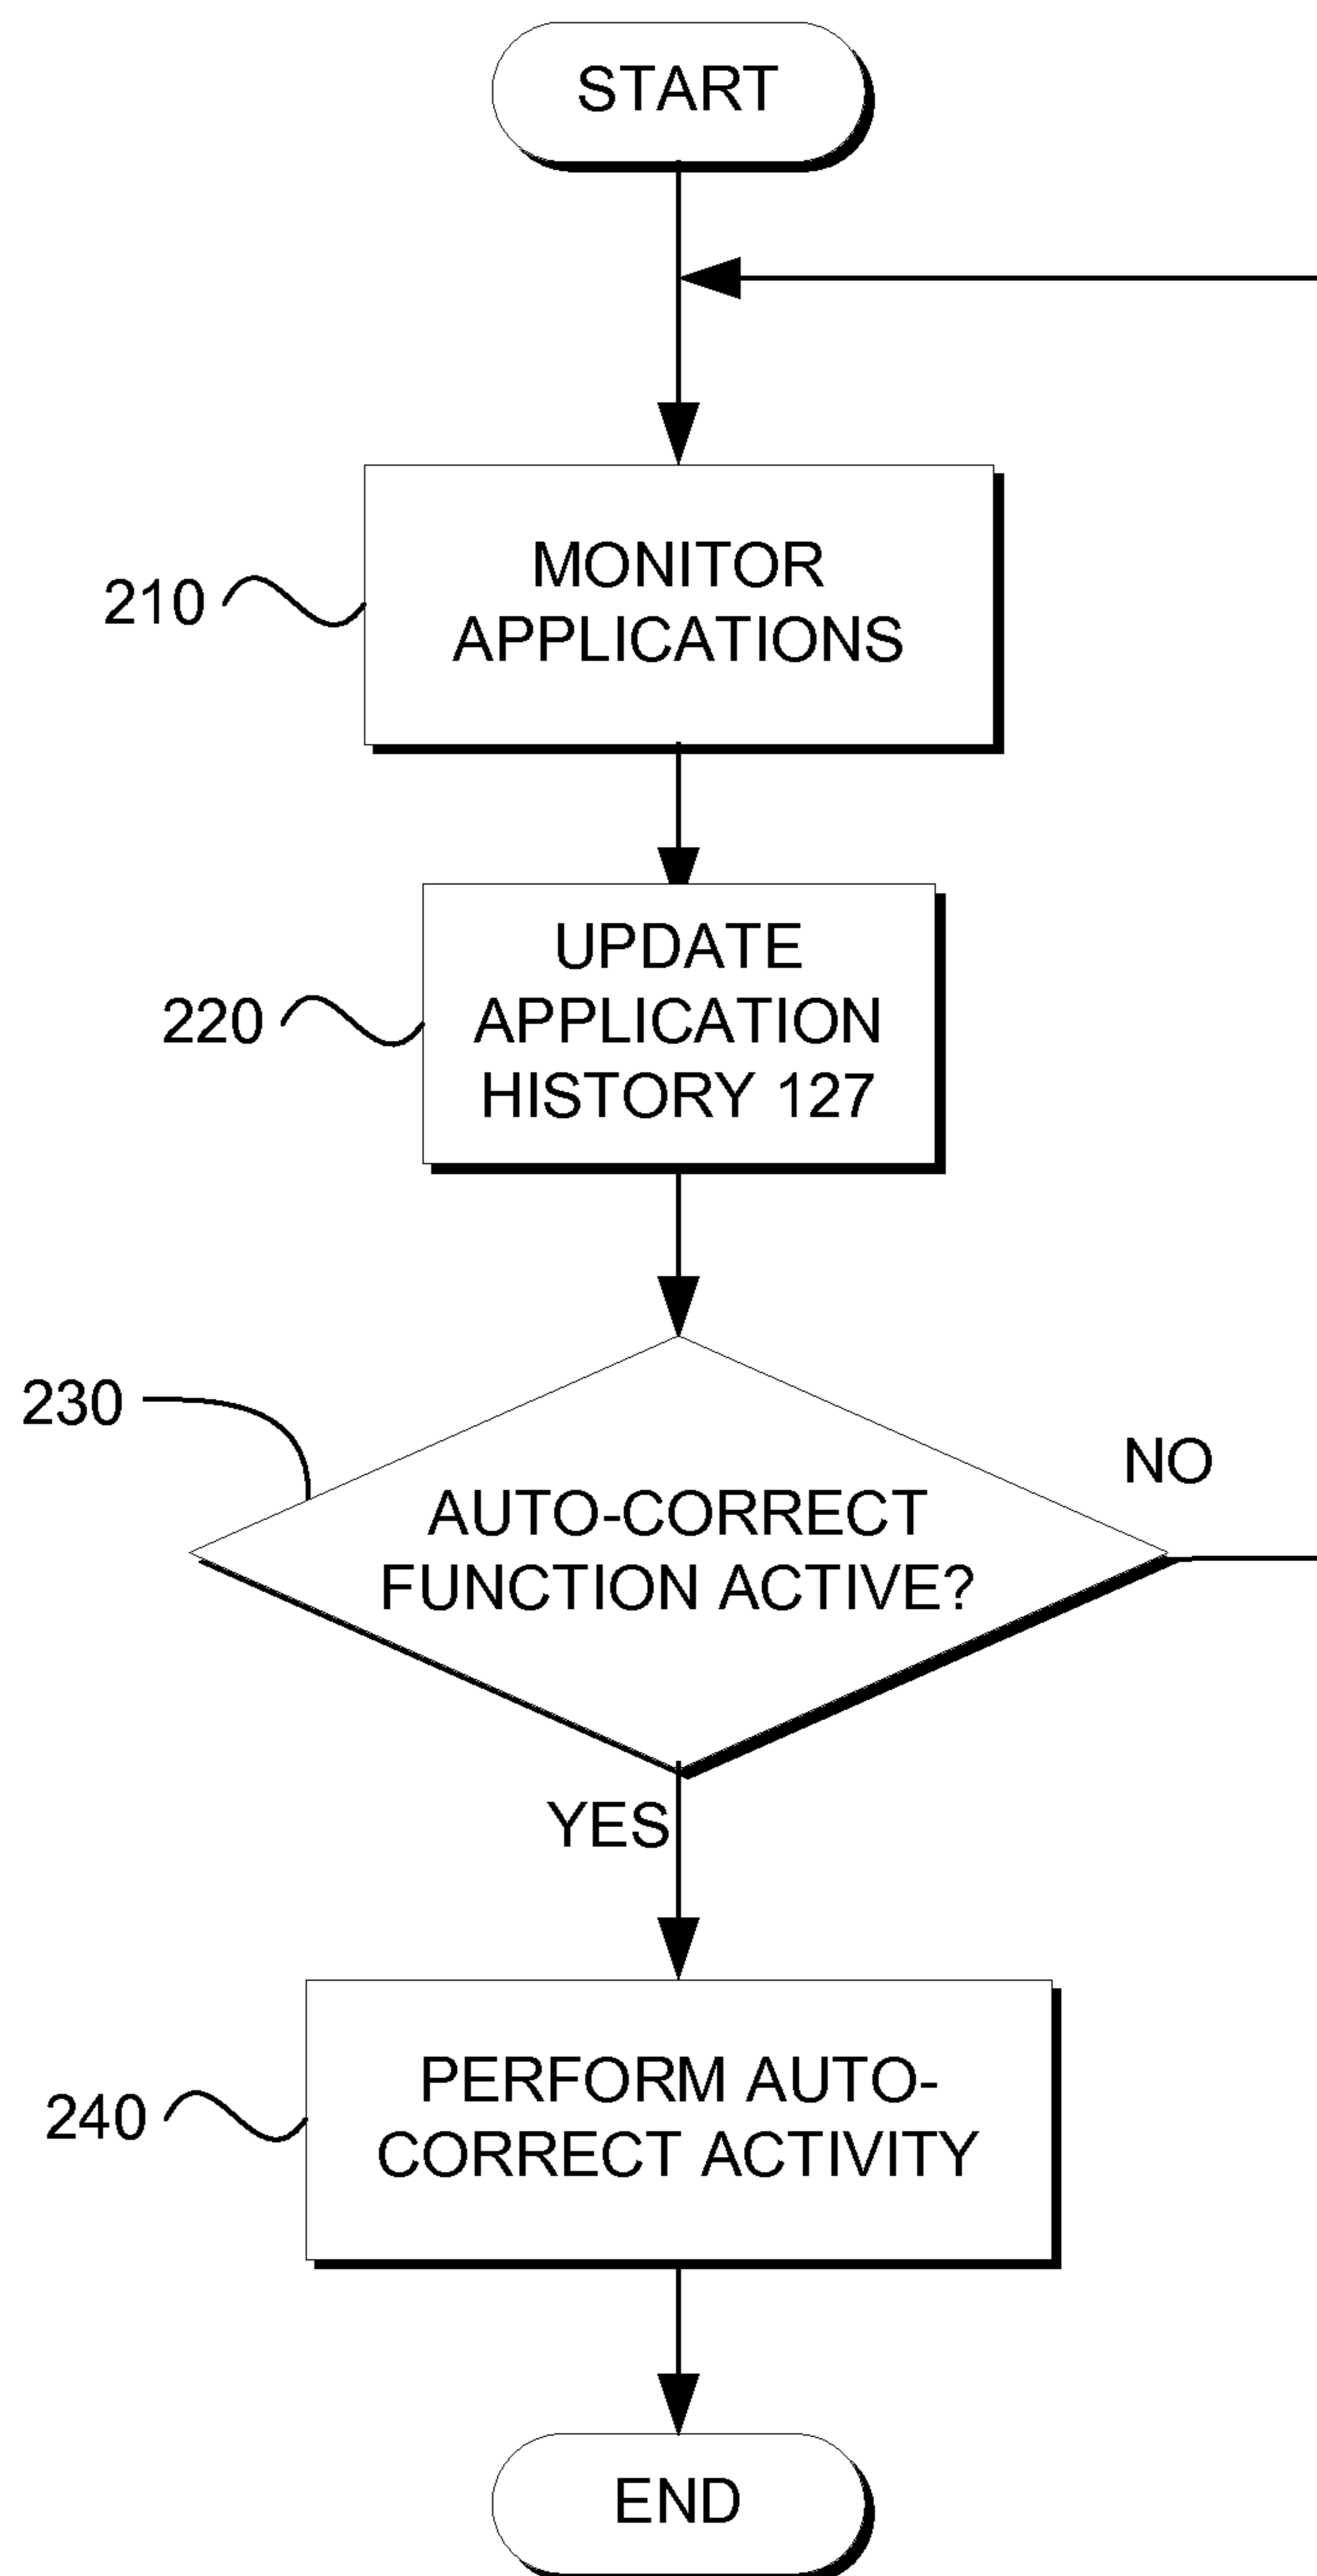 START
MONITOR
APPLICATIONS
210
UPDATE
APPLICATION
HISTORY 127
220
230
AUTO-CORRECT
FUNCTION ACTIVE?
NO
YES
PERFORM AUTO-
CORRECT ACTIVITY
240
END